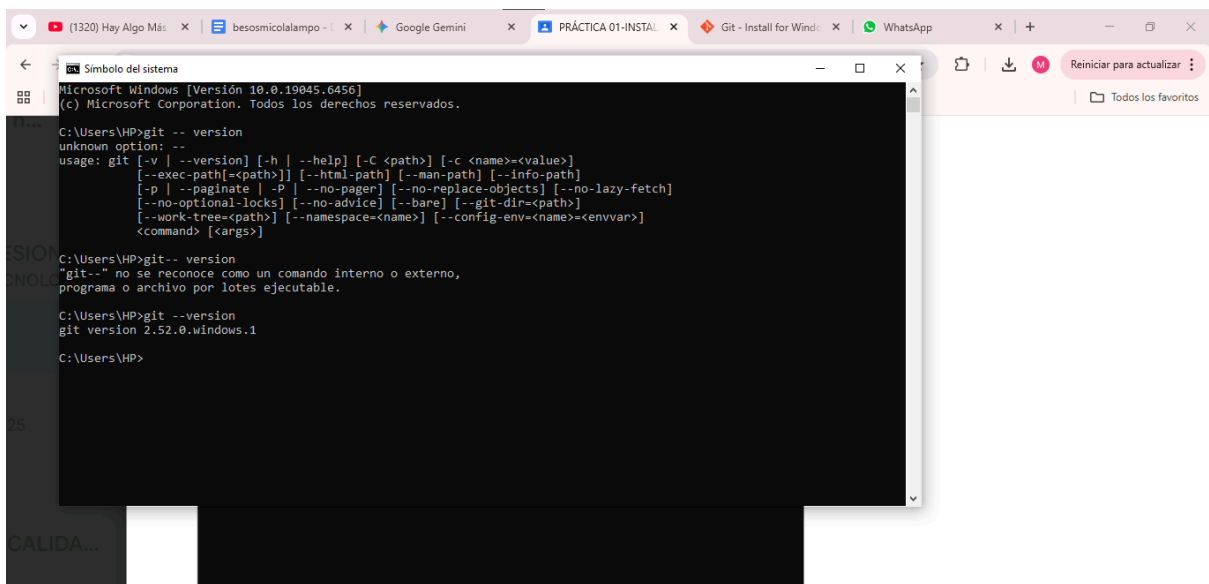 (1320) Hay Algo Más
besosmicolalampo -
Google Gemini
PRÁCTICA 01-INSTAL
Git - Install for Windo
WhatsApp
Reiniciar para actualizar
M
Todos los favoritos
Símbolo del sistema
Microsoft Windows [Versión 10.0.19045.6456]
(c) Microsoft Corporation. Todos los derechos reservados.
C:\Users\HP>git -- version
unknown option: --
usage: git [-v | --version] [-h | --help] [-C <path>] [-c <name>=<value>]
[--exec-path[=<path>]] [--html-path] [--man-path] [--info-path]
[-p | --paginate | -P | --no-pager] [--no-replace-objects] [--no-lazy-fetch]
[--no-optional-locks] [--no-advice] [--bare] [--git-dir=<path>]
[--work-tree=<path>] [--namespace=<name>] [--config-env=<name>=<envvar>]
<command> [<args>]
C:\Users\HP>git-- version
"git--" no se reconoce como un comando interno o externo,
programa o archivo por lotes ejecutable.
C:\Users\HP>git --version
git version 2.52.0.windows.1
C:\Users\HP>
ESION
CNOLO
25
CALIDA...